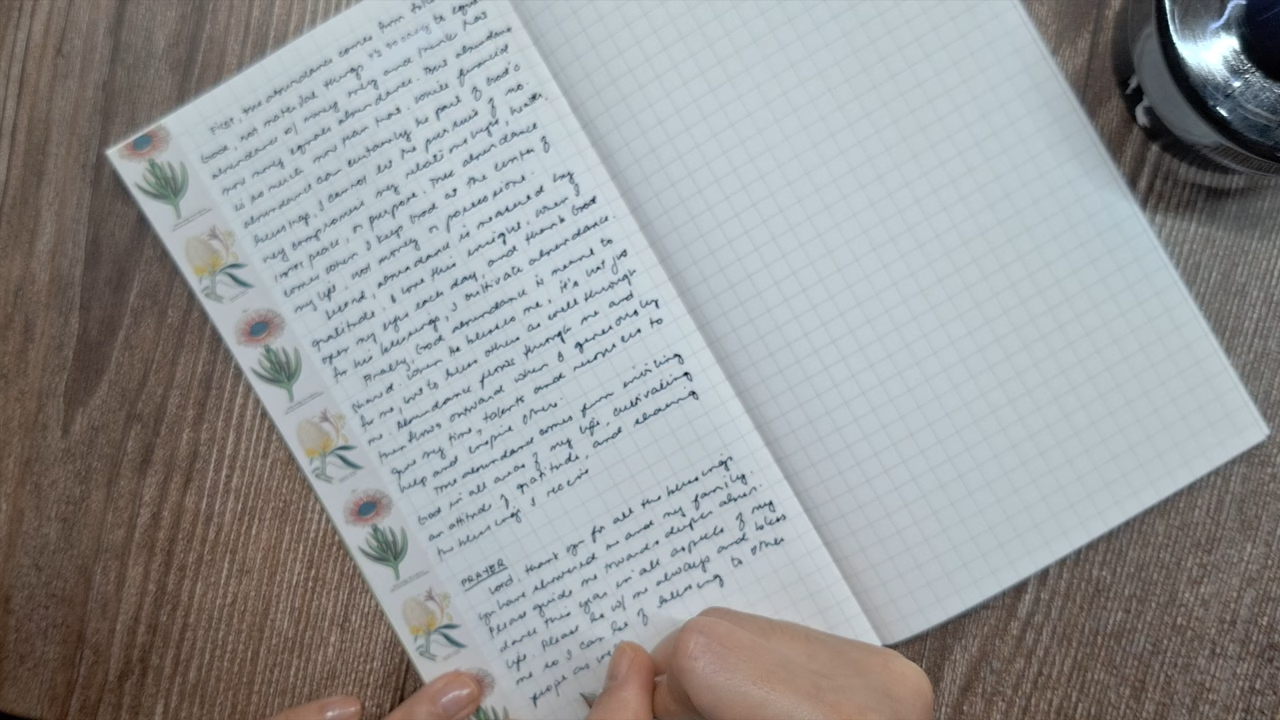 First, true abundance comes from
God, not material things. It's so easy to equate
abundance w/ money only and think that
more money equals abundance. But abundance
is so much more than that. While financial
abundance can certainly be part of God's
blessings, I cannot let the pursuit of
my compromise my relationships, health,
peace, or purpose. True abundance
comes when I keep God at the center of
my life, not money or possessions.
Second, abundance is measured by
gratitude. I love this insight. When I
open my eyes each day, and thank God
for his blessings, I cultivate abundance.
Finally, God abundance is meant to
shared. When he blesses me, it's not just
for me, but to bless others as well through
me. Abundance flows through me and
then flows outward when I generously
give my time, talents and resources to
help and inspire others.
True abundance comes from inviting
God in all areas of my life, cultivating
an attitude of gratitude, and sharing
the blessings I receive
PRAYER
Lord thank you for all the blessings
you have showered me and my family.
Please guide me towards deeper abun-
dance this year in all aspects of my
life. Please be w/ me always and bless
me so I can be of blessing to other
people as